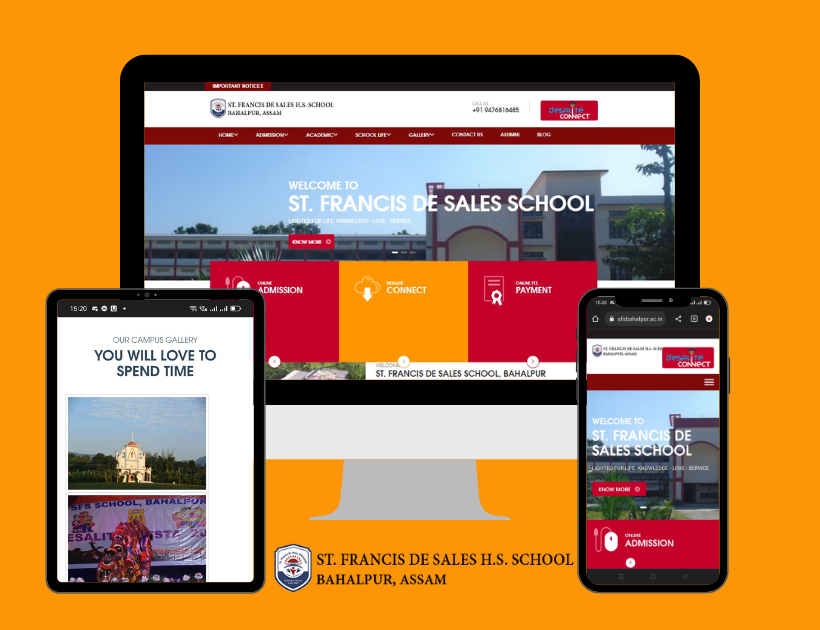 IMPORTANT NOTICES
ST. FRANCIS DE SALES H.S. SCHOOL
BAHALPUR, ASSAM
CALL US
+91 9476816485
desalite
CONNECT
HOME
ADMISSION
ACADEMIC
SCHOOL LIFE
GALLERY
CONTACT US
ALUMNI
BLOG
WELCOME TO
ST. FRANCIS DE SALES SCHOOL
LIGHTED FOR LIFE, KNOWLEDGE - LOVE - SERVICE
KNOW MORE
ONLINE
ADMISSION
DESALITE
CONNECT
ONLINE FEE
PAYMENT
WELCOME
ST. FRANCIS DE SALES SCHOOL, BAHALPUR
15:20
OUR CAMPUS GALLERY
YOU WILL LOVE TO
SPEND TIME
SFS SCHOOL, BAHALPUR
ESALIT
STA
15:20
sfsbahalpur.ac.in
ST. FRANCIS DE SALES H.S. SCH
BAHALPUR, ASSAM
desalite
CONNECT
WELCOME TO
ST. FRANCIS DE
SALES SCHOOL
LIGHTED FOR LIFE, KNOWLEDGE - LOVE - SERVICE
KNOW MORE
ONLINE
ADMISSION
ST. FRANCIS DE SALES H.S. SCHOOL
BAHALPUR, ASSAM